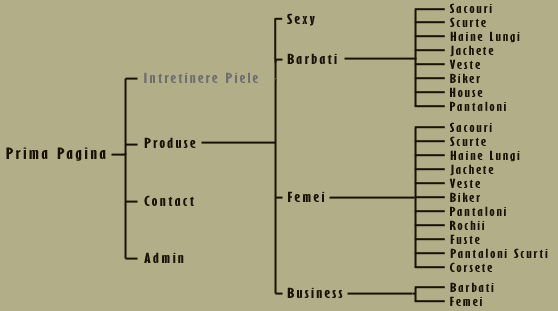 Prima Pagina
Intretinere Piele
Produse
Contact
Admin
Sexy
Barbati
Femei
Business
Sacouri
Scurte
Haine Lungi
Jachete
Veste
Biker
House
Pantaloni
Sacouri
Scurte
Haine Lungi
Jachete
Veste
Biker
Pantaloni
Rochii
Fuste
Pantaloni Scurti
Corsete
Barbati
Femei